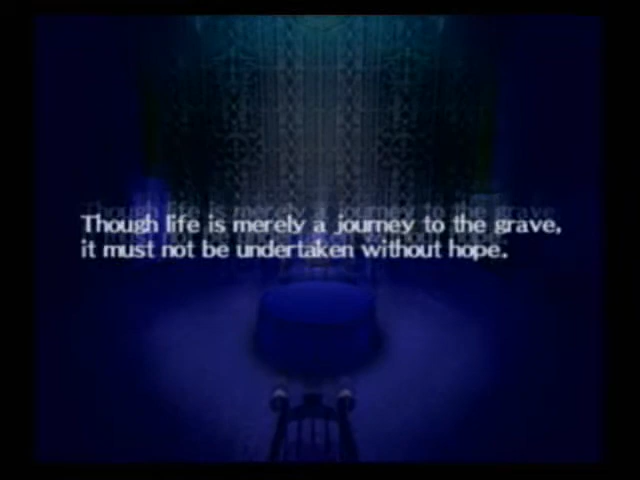 Though life is merely a journey to the grave,
it must not be undertaken without hope.